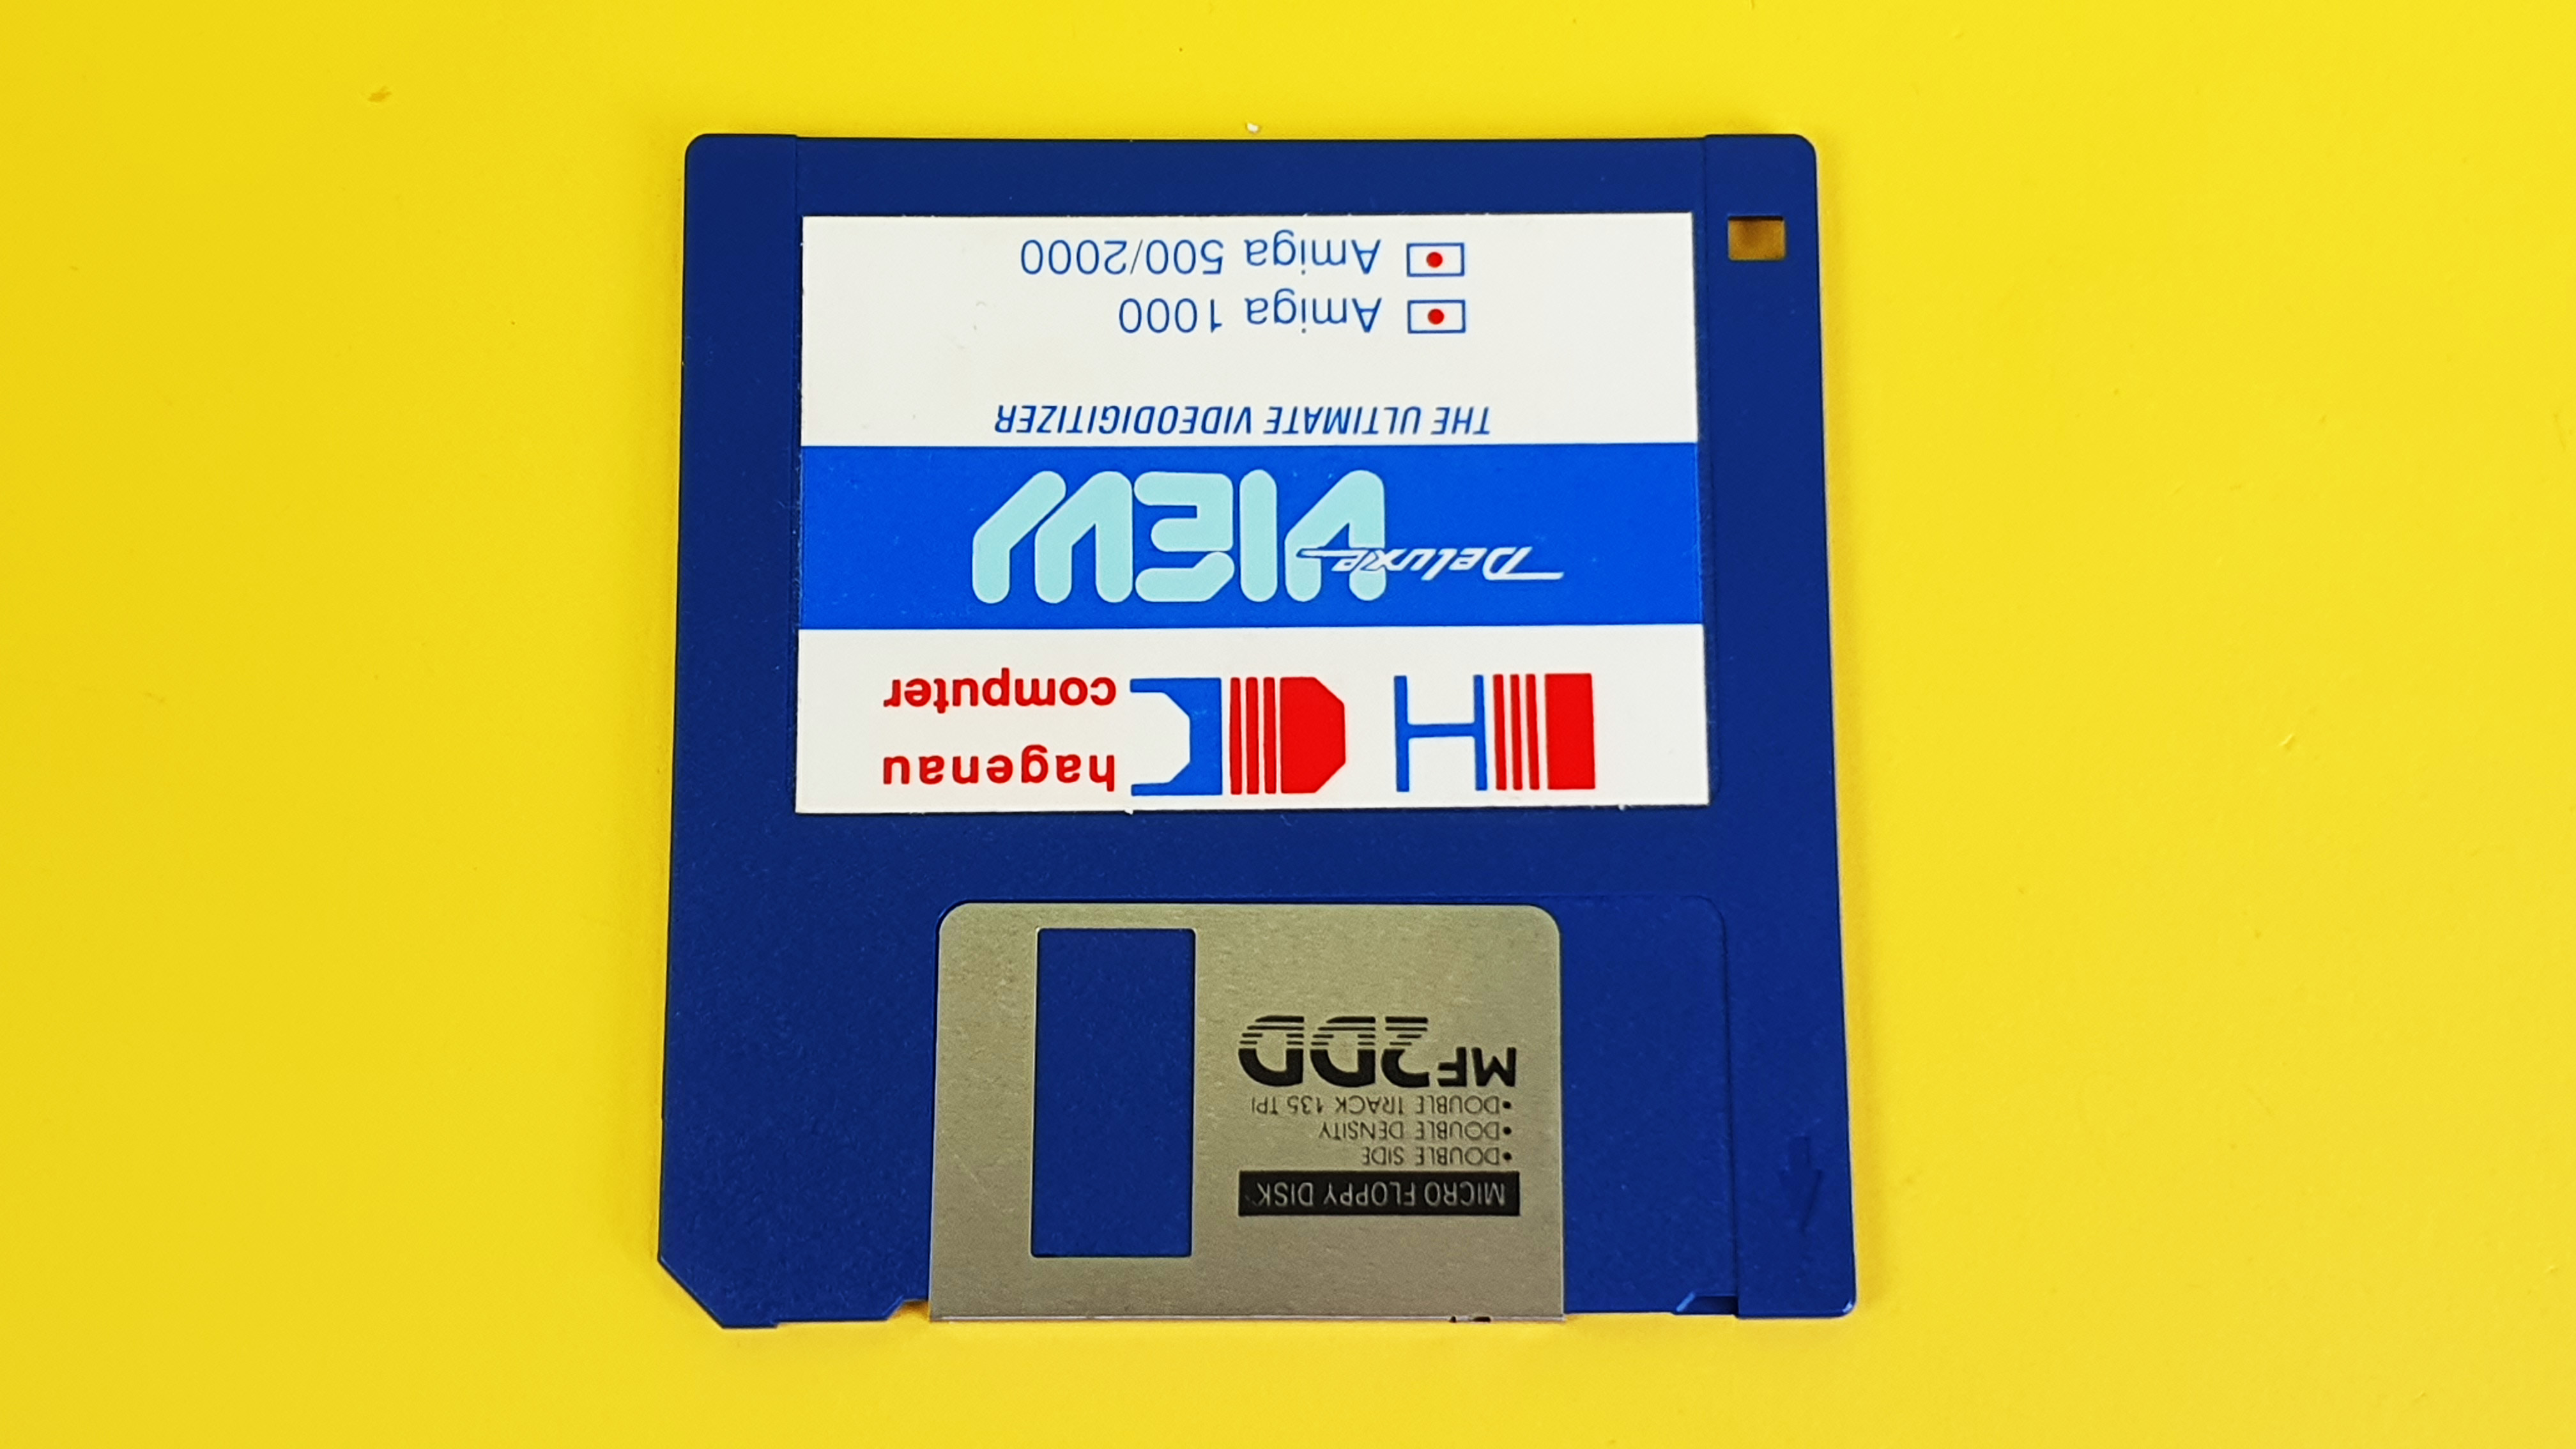 HC hagenau
computer
Deluxe VIEW
THE ULTIMATE VIDEODIGITIZER
Amiga 1000
Amiga 500/2000
MICRO FLOPPY DISK
•DOUBLE SIDE
•DOUBLE DENSITY
•DOUBLE TRACK 135 TPI
MF2DD